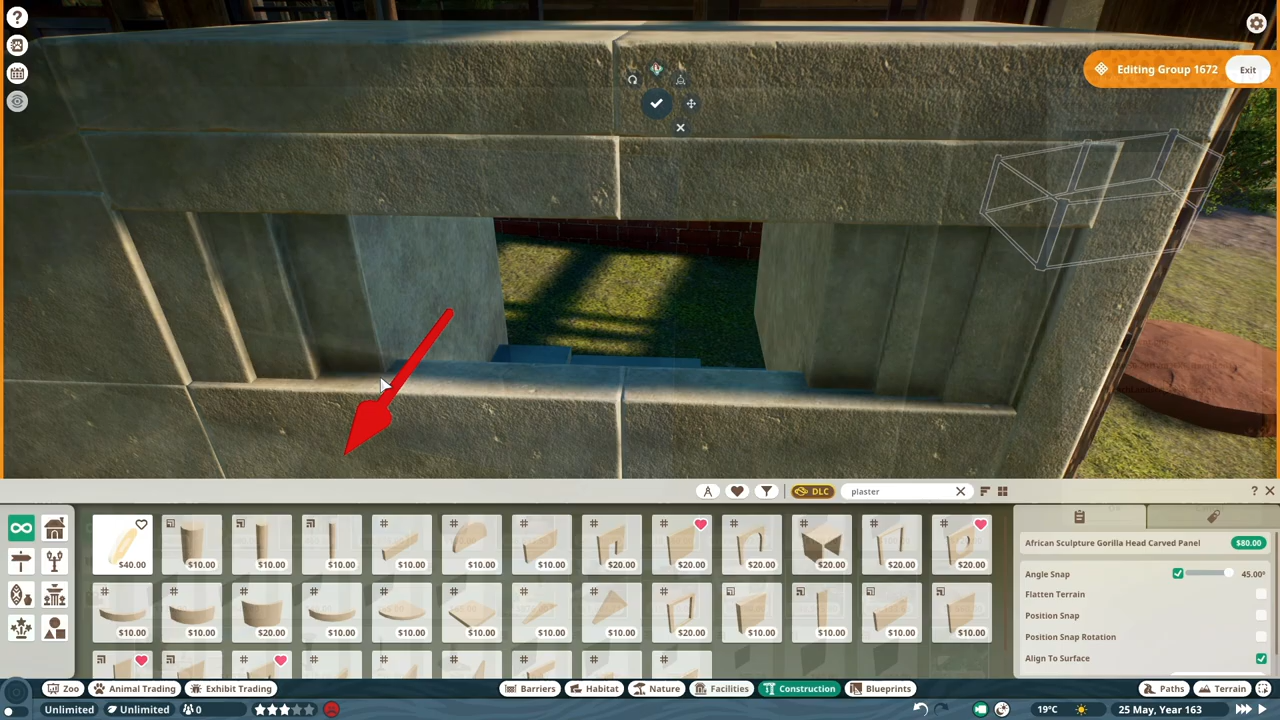 Editing Group 1672
Exit
DLC
plaster
$40.00
$10.00
$10.00
$10.00
$10.00
$10.00
$10.00
$20.00
$20.00
$10.00
$20.00
$20.00
$20.00
$10.00
$10.00
$20.00
$10.00
$10.00
$10.00
$10.00
$10.00
$20.00
$10.00
$10.00
$10.00
$10.00
African Sculpture Gorilla Head Carved Panel
$80.00
Angle Snap
45.00°
Flatten Terrain
Position Snap
Position Snap Rotation
Align To Surface
Zoo
Animal Trading
Exhibit Trading
Barriers
Habitat
Nature
Facilities
Construction
Blueprints
Paths
Terrain
Unlimited
Unlimited
0
19°C
25 May, Year 163